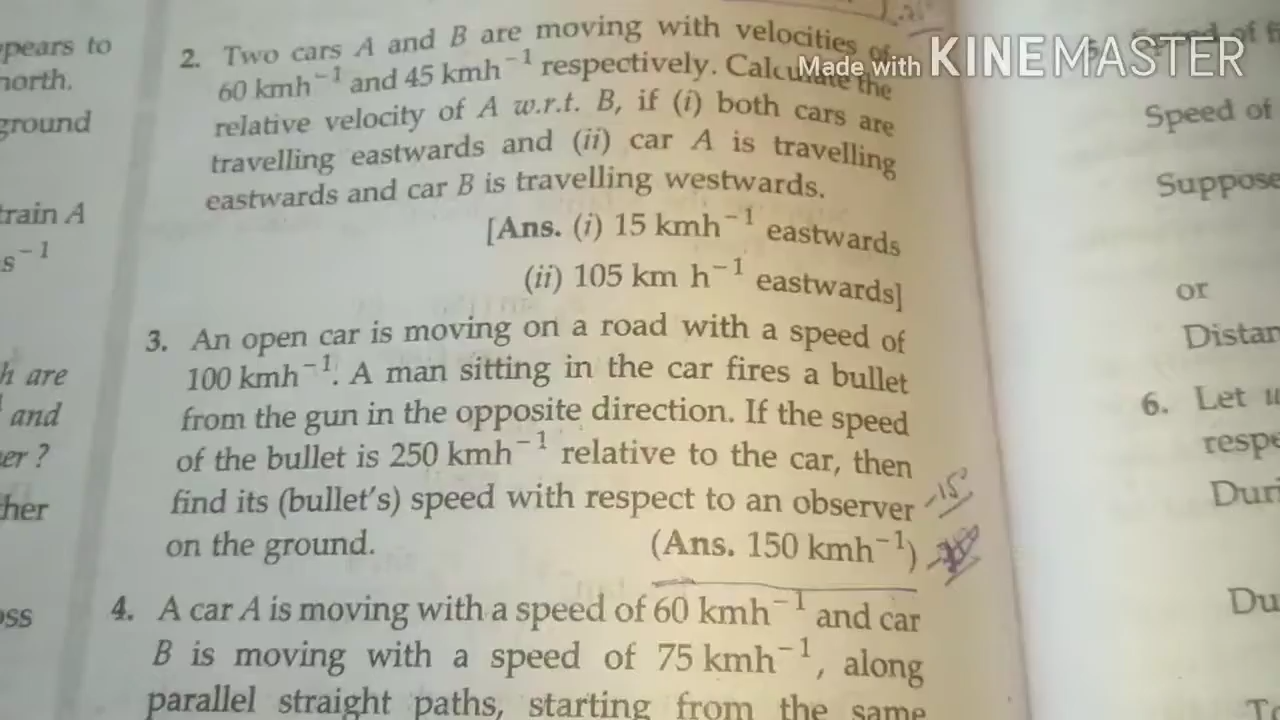 ppears to
north.
ground
train A
s⁻¹
h are
and
er ?
her
oss
2. Two cars A and B are moving with velocities of
60 kmh⁻¹ and 45 kmh⁻¹ respectively. Calculate the
relative velocity of A w.r.t. B, if (i) both cars are
travelling eastwards and (ii) car A is travelling
eastwards and car B is travelling westwards.
[Ans. (i) 15 kmh⁻¹ eastwards
(ii) 105 km h⁻¹ eastwards]
3. An open car is moving on a road with a speed of
100 kmh⁻¹. A man sitting in the car fires a bullet
from the gun in the opposite direction. If the speed
of the bullet is 250 kmh⁻¹ relative to the car, then
find its (bullet's) speed with respect to an observer
on the ground. (Ans. 150 kmh⁻¹)
4. A car A is moving with a speed of 60 kmh⁻¹ and car
B is moving with a speed of 75 kmh⁻¹, along
parallel straight paths, starting from the same
Made with KINEMASTER
Speed of
Suppose
or
Distan
6. Let u
respe
Duri
Du